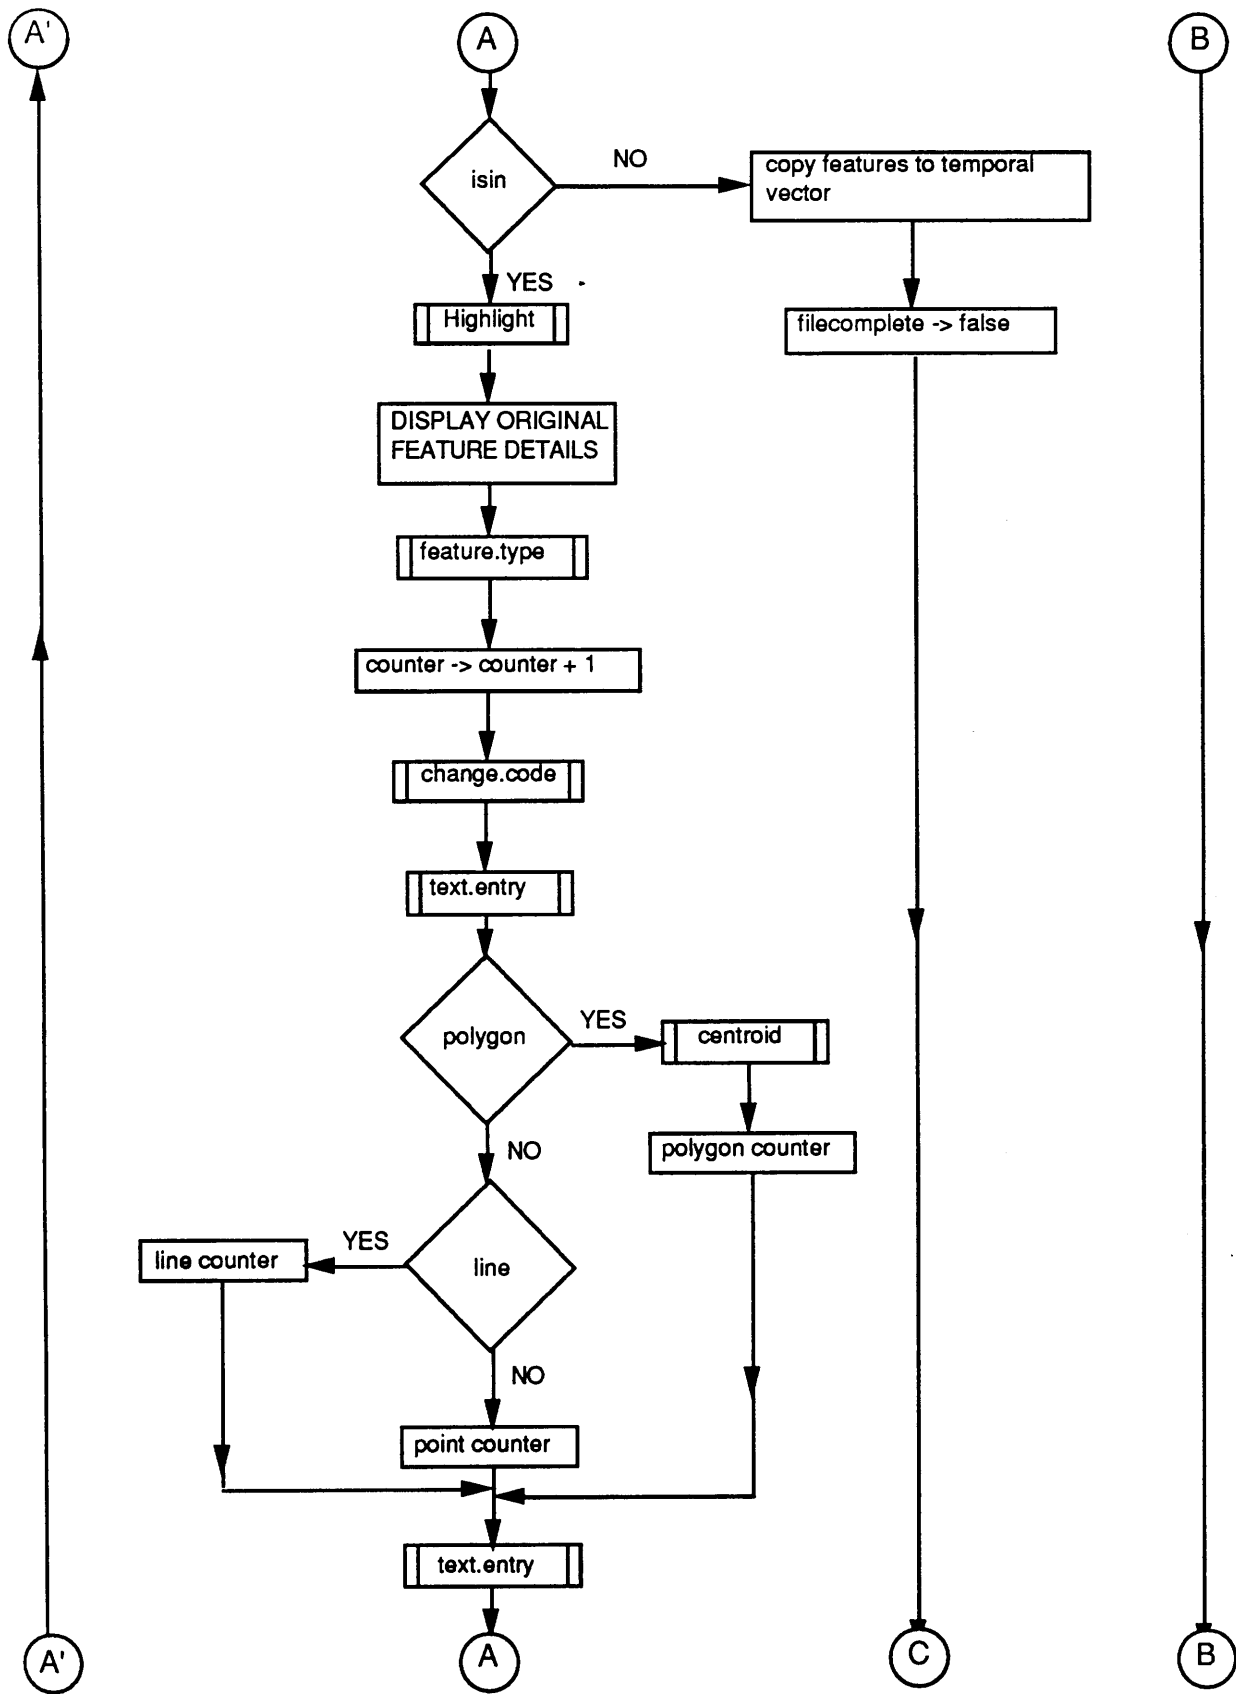 A'
A
B
isin
NO
copy features to temporal
vector
YES
Highlight
filecomplete -> false
DISPLAY ORIGINAL
FEATURE DETAILS
feature.type
counter -> counter + 1
change.code
text.entry
polygon
YES
centroid
NO
polygon counter
line counter
YES
line
NO
point counter
text.entry
A'
A
C
B